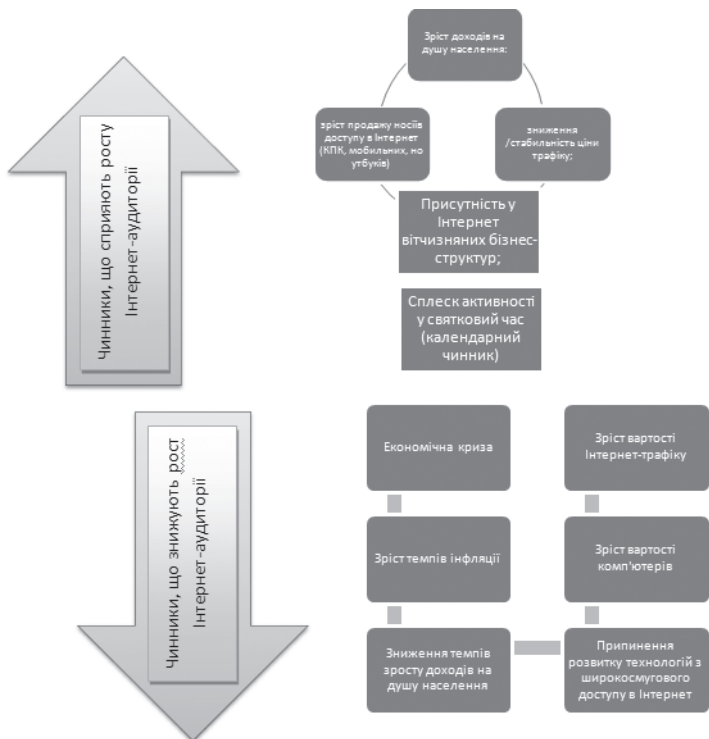 Чинники, що сприяють росту
Інтернет-аудиторії
Зріст доходів на
душу населення:
зріст продажу носіїв
доступу в Інтернет
(КПК, мобильних, но
утбуків)
зниження
/стабильність ціни
трафіку;
Присутність у
Інтернет
вітчизняних бізнес-
структур;
Сплеск активності
у святковий час
(календарний
чинник)
Чинники, що знижують рост
Інтернет-аудиторії
Економічна криза
Зріст темпів інфляції
Зниження темпів
зросту доходів на
душу населення
Зріст вартості
Інтернет-трафіку
Зріст вартості
комп'ютерів
Припинення
розвитку технологій з
широкосмугового
доступу в Інтернет